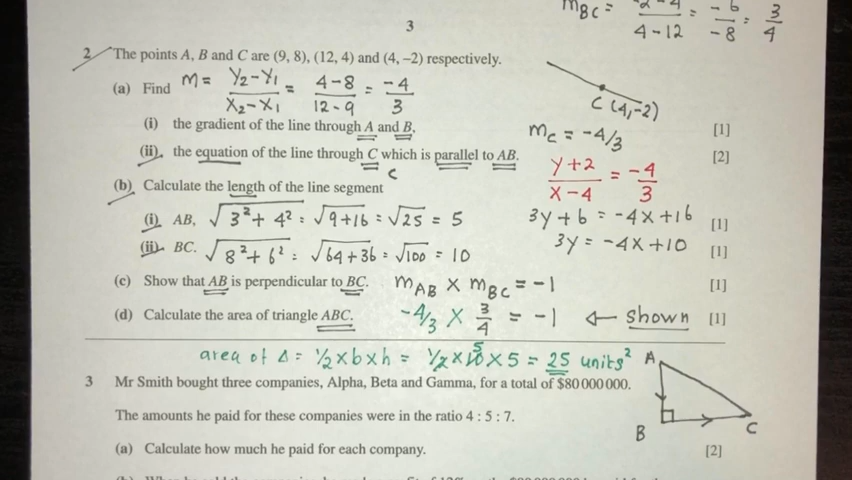 mBC = -2-4 / 4-12 = -6 / -8 = 3 / 4
3
2 The points A, B and C are (9, 8), (12, 4) and (4, –2) respectively.
(a) Find m = Y2-Y1 / X2-X1 = 4-8 / 12-9 = -4 / 3
C (4,-2)
(i) the gradient of the line through A and B, [1]
mC = -4/3
(ii) the equation of the line through C which is parallel to AB. [2]
C
Y+2 / X-4 = -4 / 3
(b) Calculate the length of the line segment
(i) AB, √3²+4² = √9+16 = √25 = 5 [1]
3Y+6 = -4X+16
(ii) BC. √8²+6² = √64+36 = √100 = 10 [1]
3Y = -4X+10
(c) Show that AB is perpendicular to BC. mAB X mBC = -1 [1]
(d) Calculate the area of triangle ABC. -4/3 X 3/4 = -1 ← shown [1]
area of Δ = 1/2 x b x h = 1/2 x 10 5 x 5 = 25 units²
A
B
C
3 Mr Smith bought three companies, Alpha, Beta and Gamma, for a total of $80 000 000.
The amounts he paid for these companies were in the ratio 4 : 5 : 7.
(a) Calculate how much he paid for each company. [2]